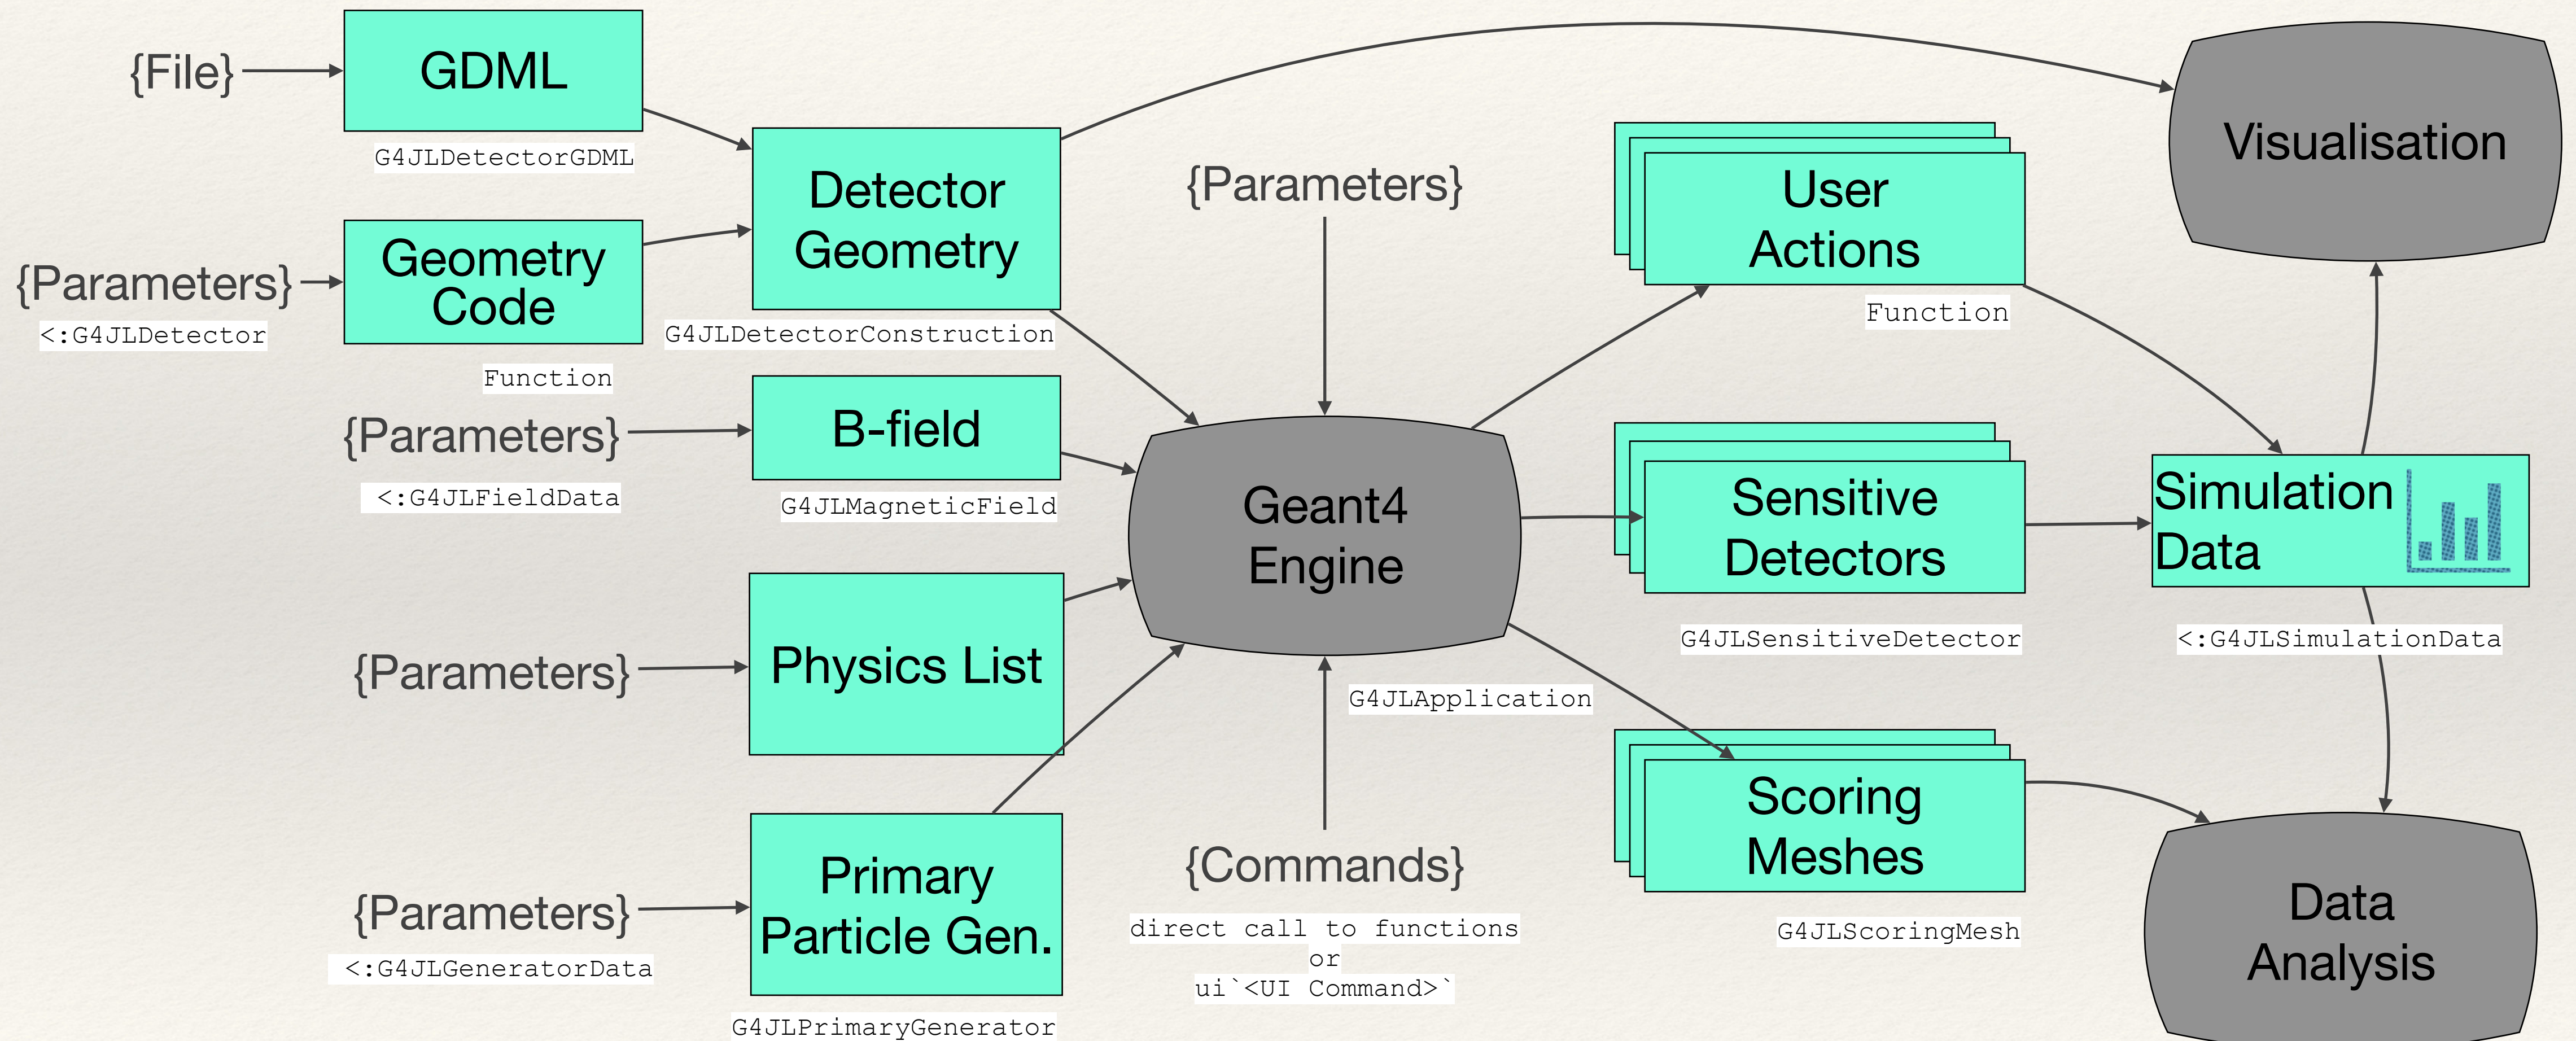 {File}
GDML
G4JLDetectorGDML
{Parameters}
<:G4JLDetector
Geometry
Code
Function
Detector
Geometry
G4JLDetectorConstruction
{Parameters}
<:G4JLFieldData
B-field
G4JLMagneticField
{Parameters}
Physics List
{Parameters}
<:G4JLGeneratorData
Primary
Particle Gen.
G4JLPrimaryGenerator
{Parameters}
Geant4
Engine
G4JLApplication
{Commands}
direct call to functions
or
ui`<UI Command>`
User
Actions
Function
Sensitive
Detectors
G4JLSensitiveDetector
Scoring
Meshes
G4JLScoringMesh
Visualisation
Simulation
Data
<:G4JLSimulationData
Data
Analysis